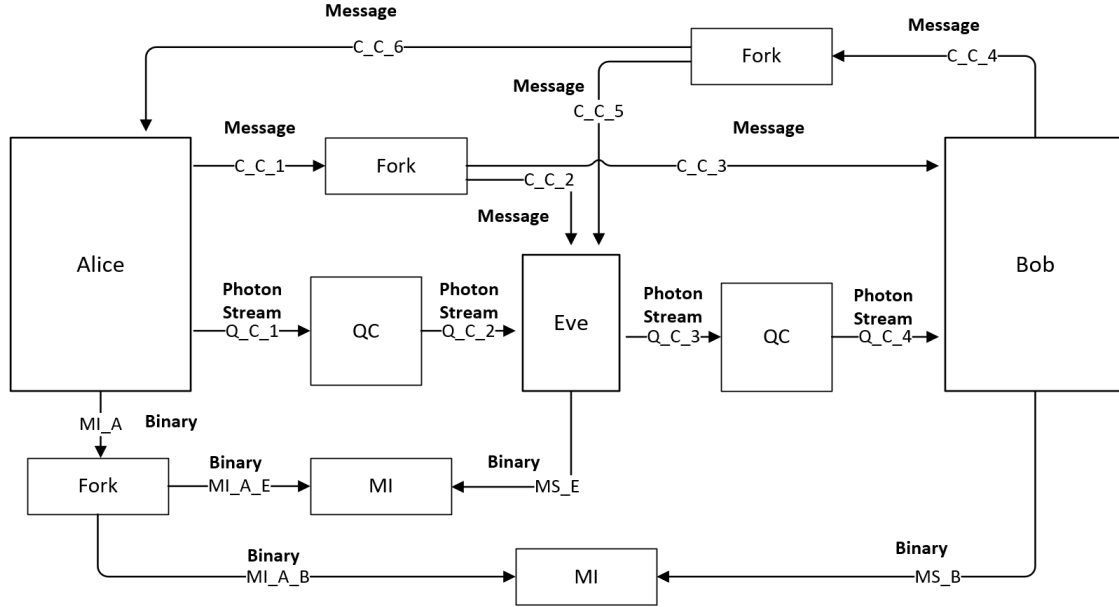 Message
C_C_6
Fork
Message
C_C_4
Message
C_C_5
Message
C_C_1
Fork
Message
C_C_3
C_C_2
Message
Alice
Photon
Stream
Q_C_1
QC
Photon
Stream
Q_C_2
Eve
Photon
Stream
Q_C_3
QC
Photon
Stream
Q_C_4
Bob
MI_A
Binary
Fork
Binary
MI_A_E
MI
Binary
MS_E
Binary
MI_A_B
MI
Binary
MS_B